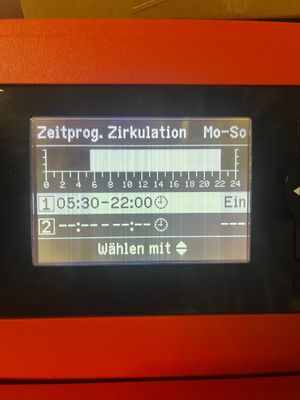 Zeitprog. Zirkulation Mo-So
0 2 4 6 8 10 12 14 16 18 20 22 24
1 05:30-22:00 Ein
2 --:-- --:-- ---
Wählen mit